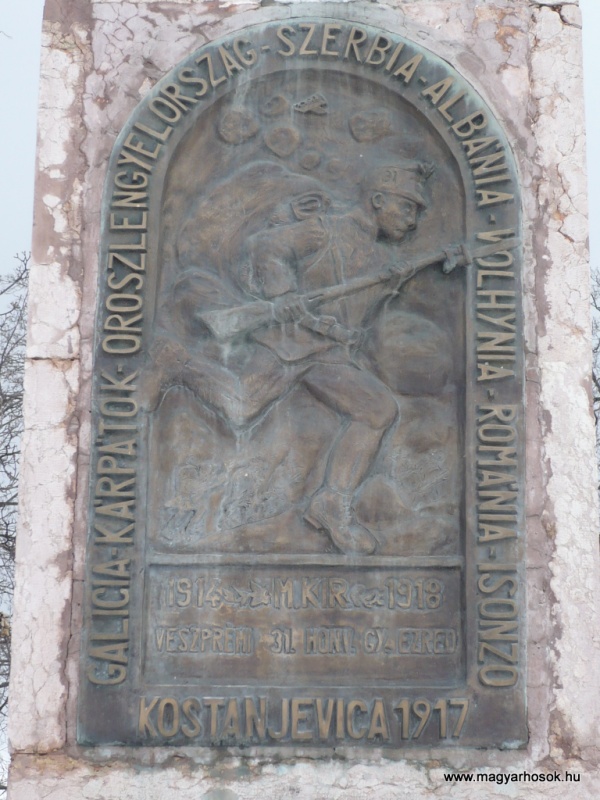 GALICIA-KÁRPÁTOK-OROSZLENGYELORSZÁG-SZERBIA-ALBÁNIA-VOLHYNIA-ROMÁNIA-ISONZO
31
1914 M.KIR. 1918
VESZPRÉMI 31. HONV. GY. EZRED
KOSTANJEVICA 1917
www.magyarhosok.hu